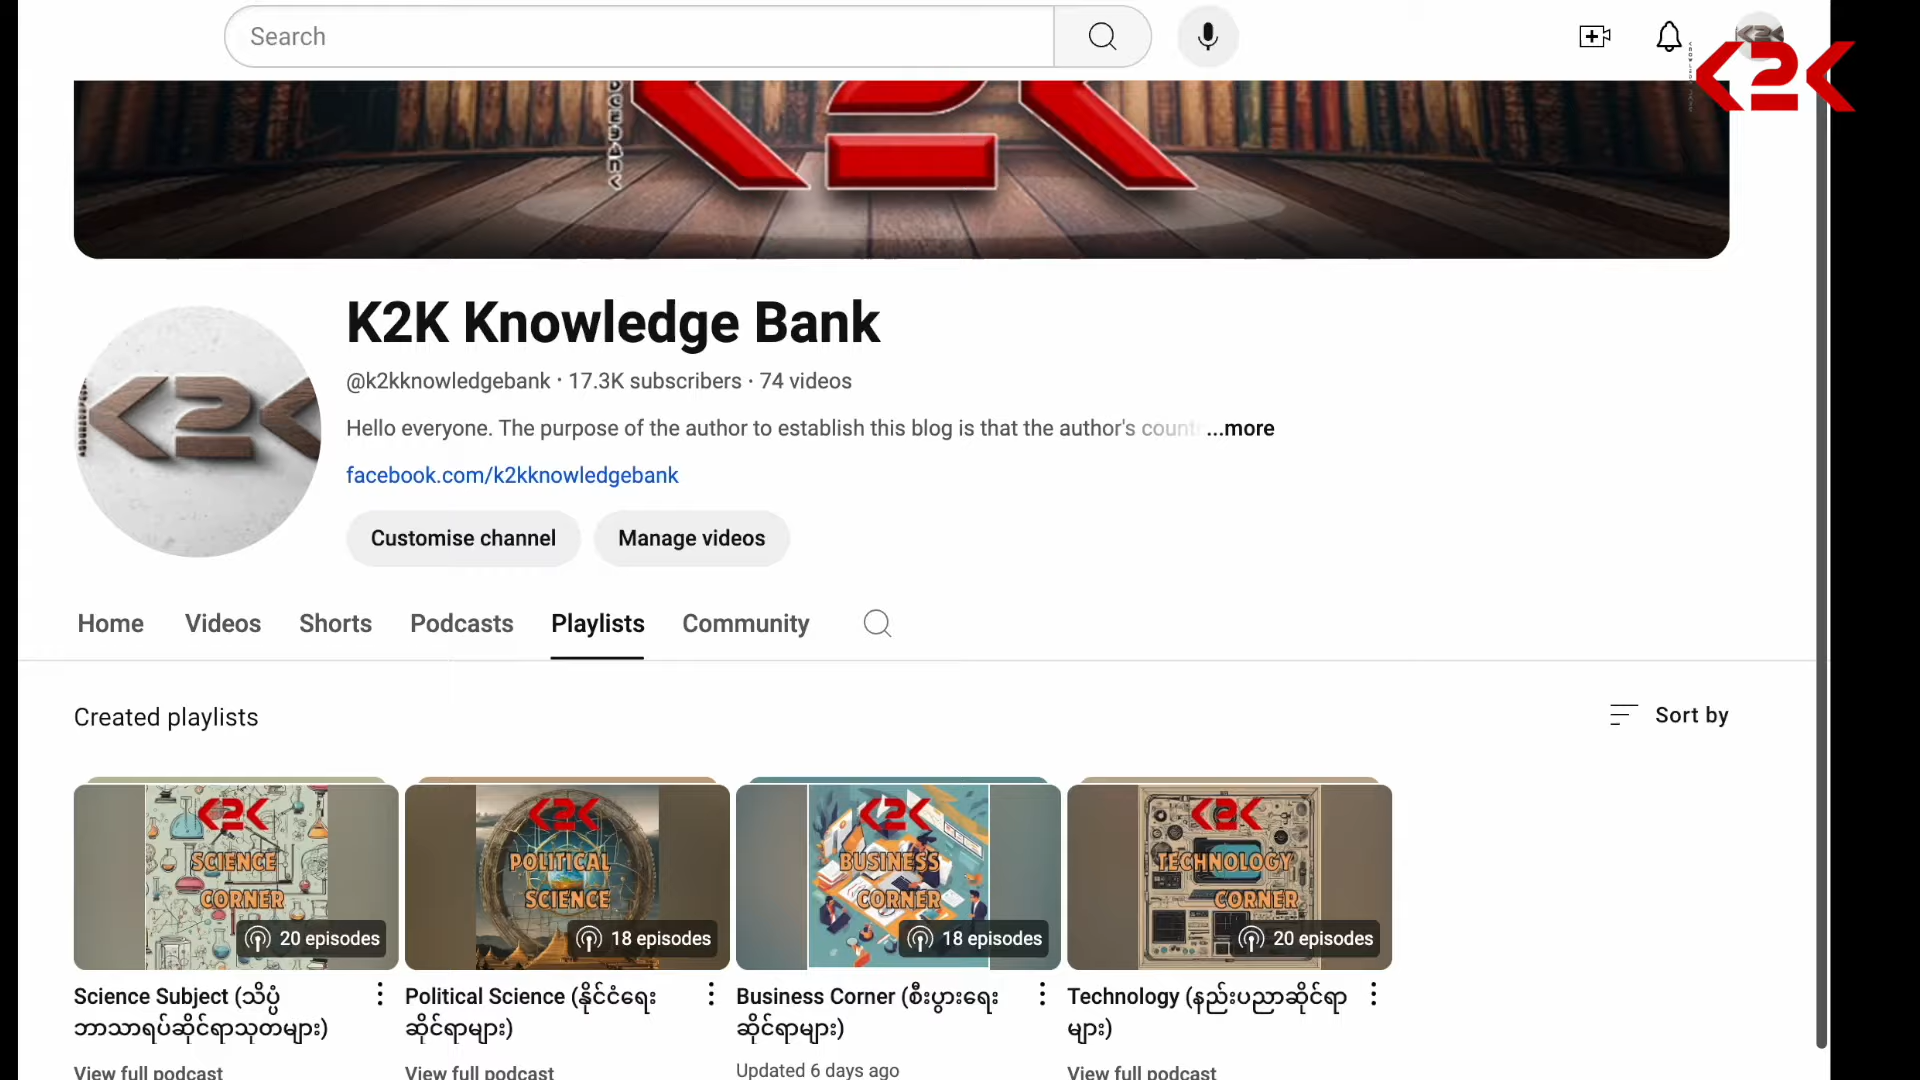 Search
K2K
K2K Knowledge Bank
@k2kknowledgebank · 17.3K subscribers · 74 videos
Hello everyone. The purpose of the author to establish this blog is that the author's ...more
facebook.com/k2kknowledgebank
Customise channel Manage videos
Home Videos Shorts Podcasts Playlists Community
Created playlists
Sort by
K2K
SCIENCE
CORNER
20 episodes
K2K
POLITICAL
SCIENCE
18 episodes
K2K
BUSINESS
CORNER
18 episodes
K2K
TECHNOLOGY
CORNER
20 episodes
Science Subject (သိပ္ပံ
ဘာသာရပ်ဆိုင်ရာသုတများ)
View full podcast
Political Science (နိုင်ငံရေး
ဆိုင်ရာများ)
View full podcast
Business Corner (စီးပွားရေး
ဆိုင်ရာများ)
Updated 6 days ago
Technology (နည်းပညာဆိုင်ရာ
များ)
View full podcast